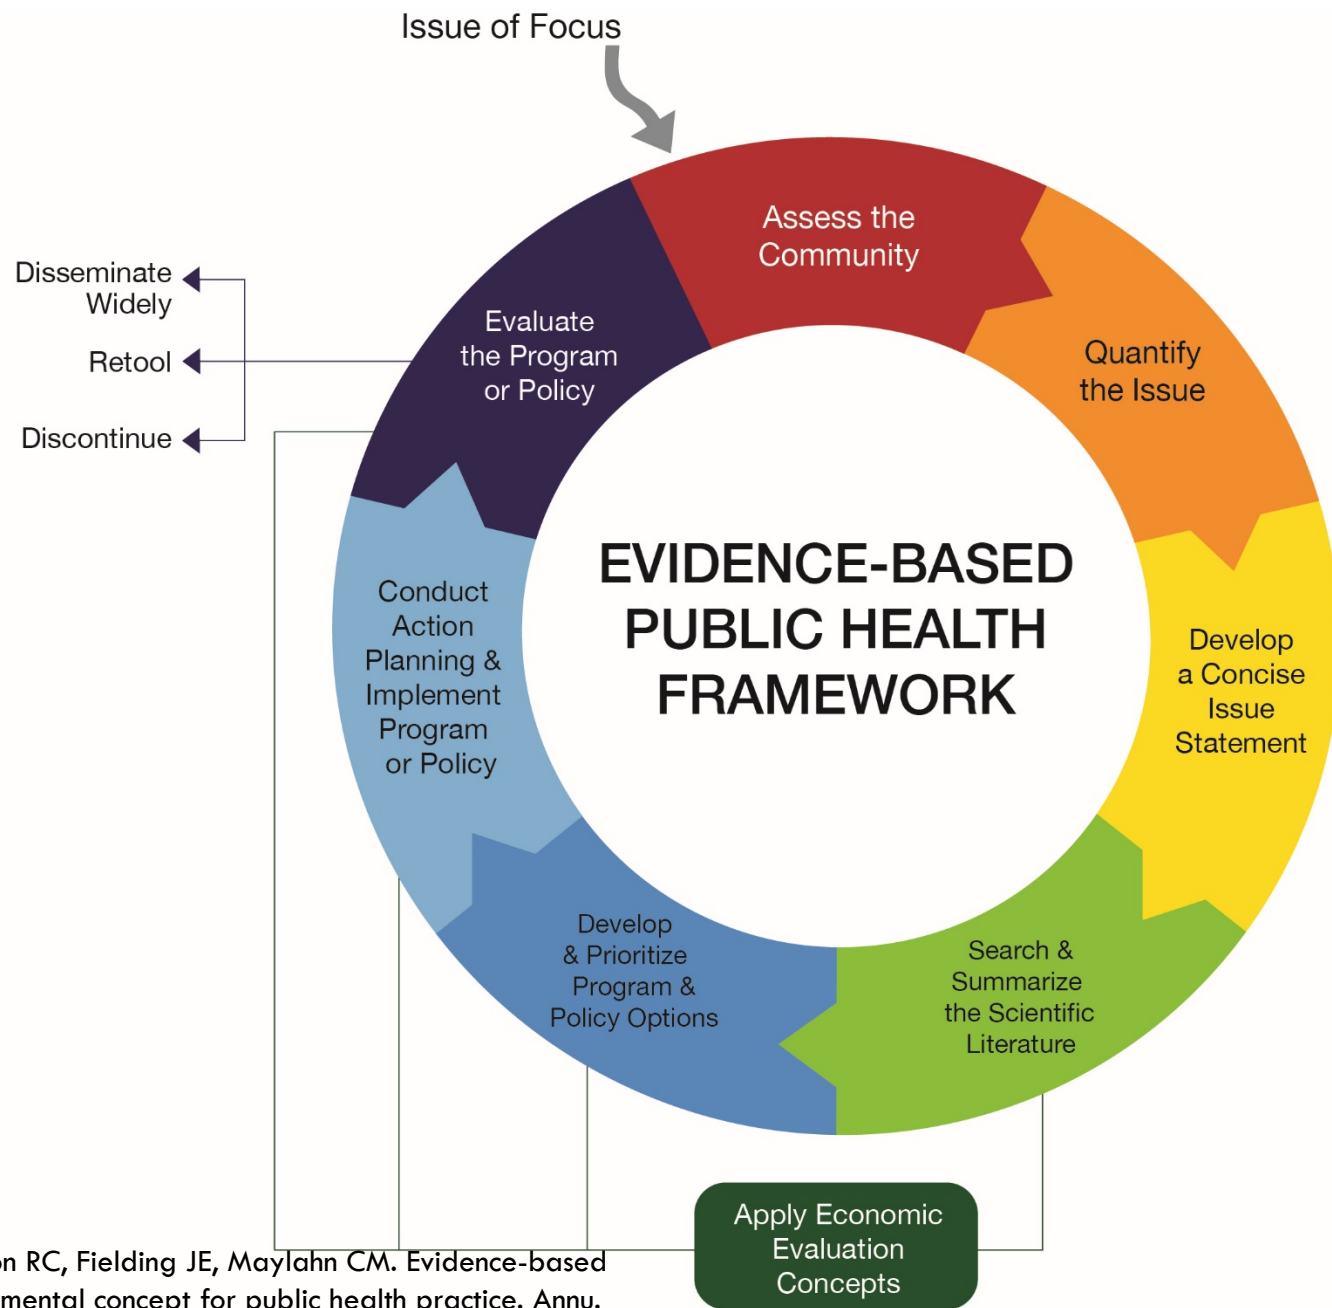 Issue of Focus
Assess the
Community
Quantify
the Issue
Develop
a Concise
Issue
Statement
Search &
Summarize
the Scientific
Literature
Develop
& Prioritize
Program &
Policy Options
Conduct
Action
Planning &
Implement
Program
or Policy
Evaluate
the Program
or Policy
Disseminate
Widely
Retool
Discontinue
EVIDENCE-BASED
PUBLIC HEALTH
FRAMEWORK
Apply Economic
Evaluation
Concepts
RC, Fielding JE, Maylahn CM. Evidence-based
concept for public health practice. Annu.